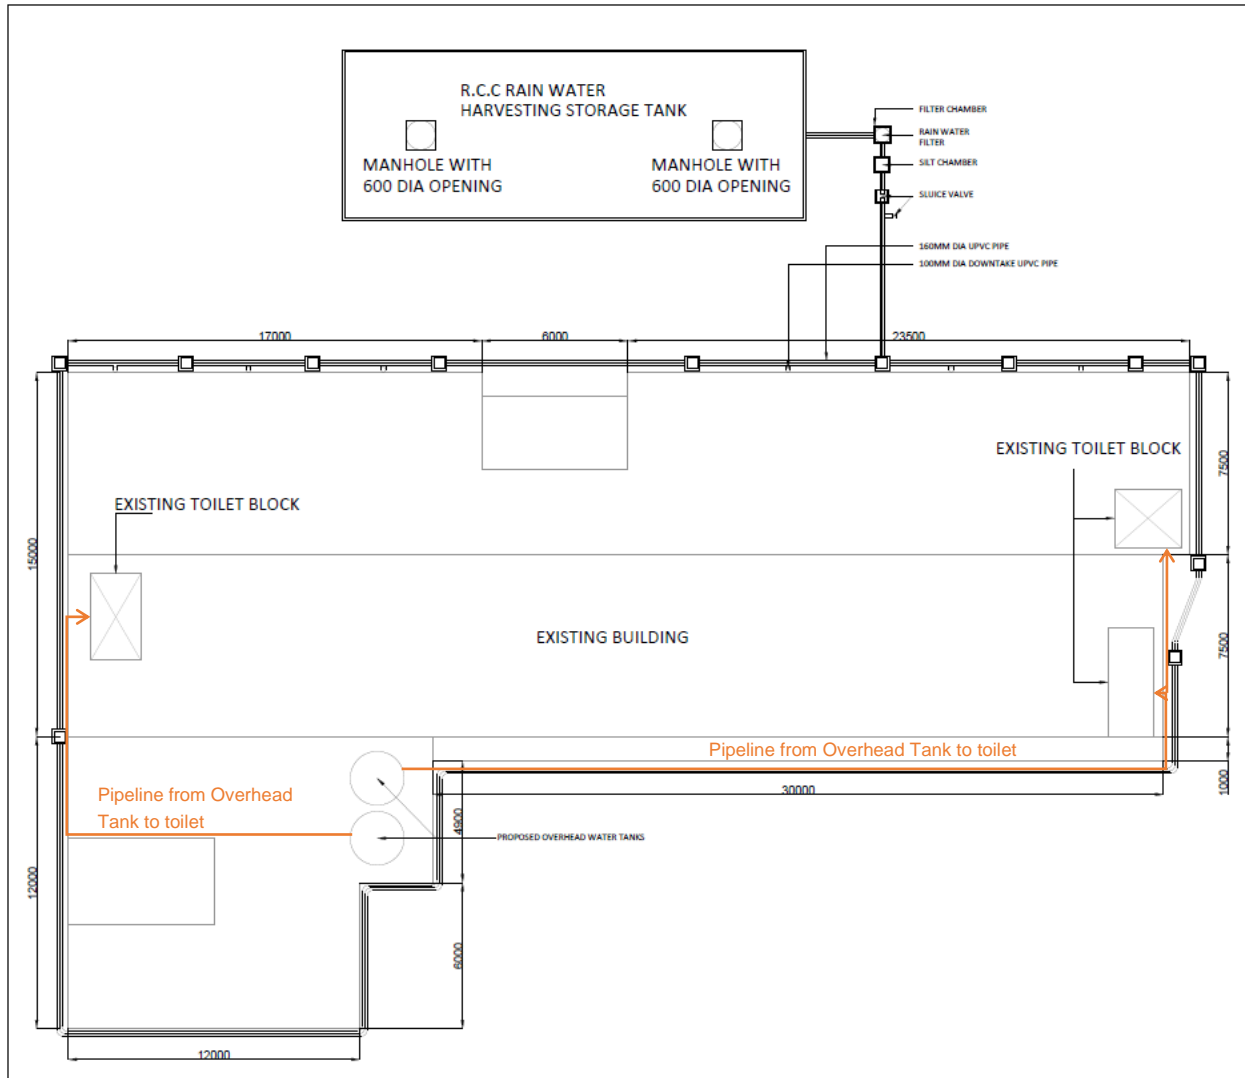 R.C.C RAIN WATER
HARVESTING STORAGE TANK
MANHOLE WITH
600 DIA OPENING
MANHOLE WITH
600 DIA OPENING
FILTER CHAMBER
RAIN WATER
FILTER
SILT CHAMBER
SLUICE VALVE
160MM DIA UPVC PIPE
100MM DIA DOWNTAKE UPVC PIPE
17000
6000
23500
EXISTING TOILET BLOCK
7500
EXISTING TOILET BLOCK
15000
EXISTING BUILDING
7500
Pipeline from Overhead Tank to toilet
1000
30000
Pipeline from Overhead
Tank to toilet
4900
PROPOSED OVERHEAD WATER TANKS
12000
6000
12000